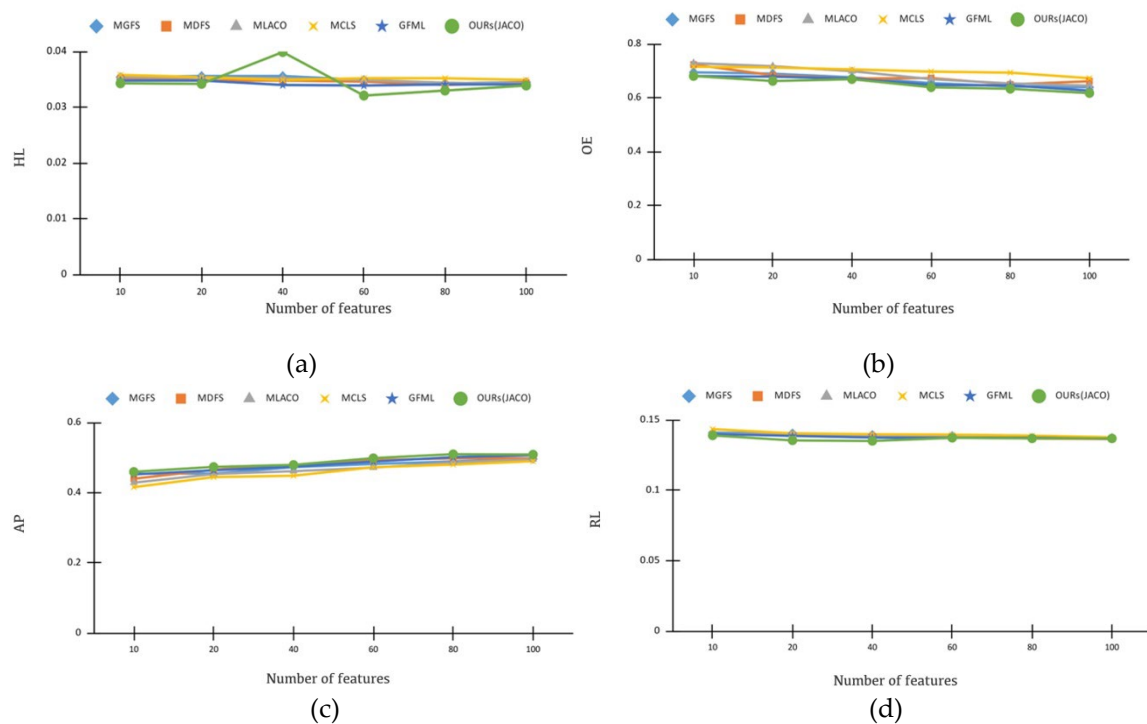 MGFS MDFS MLACO MCLS GFML OURs(JACO)
0.04
0.03
0.02
0.01
0
HL
10 20 40 60 80 100
Number of features
(a)
MGFS MDFS MLACO MCLS GFML OURs(JACO)
0.8
0.6
0.4
0.2
0
OE
10 20 40 60 80 100
Number of features
(b)
MGFS MDFS MLACO MCLS GFML OURs(JACO)
0.6
0.4
0.2
0
AP
10 20 40 60 80 100
Number of features
(c)
MGFS MDFS MLACO MCLS GFML OURs(JACO)
0.15
0.1
0.05
0
RL
10 20 40 60 80 100
Number of features
(d)